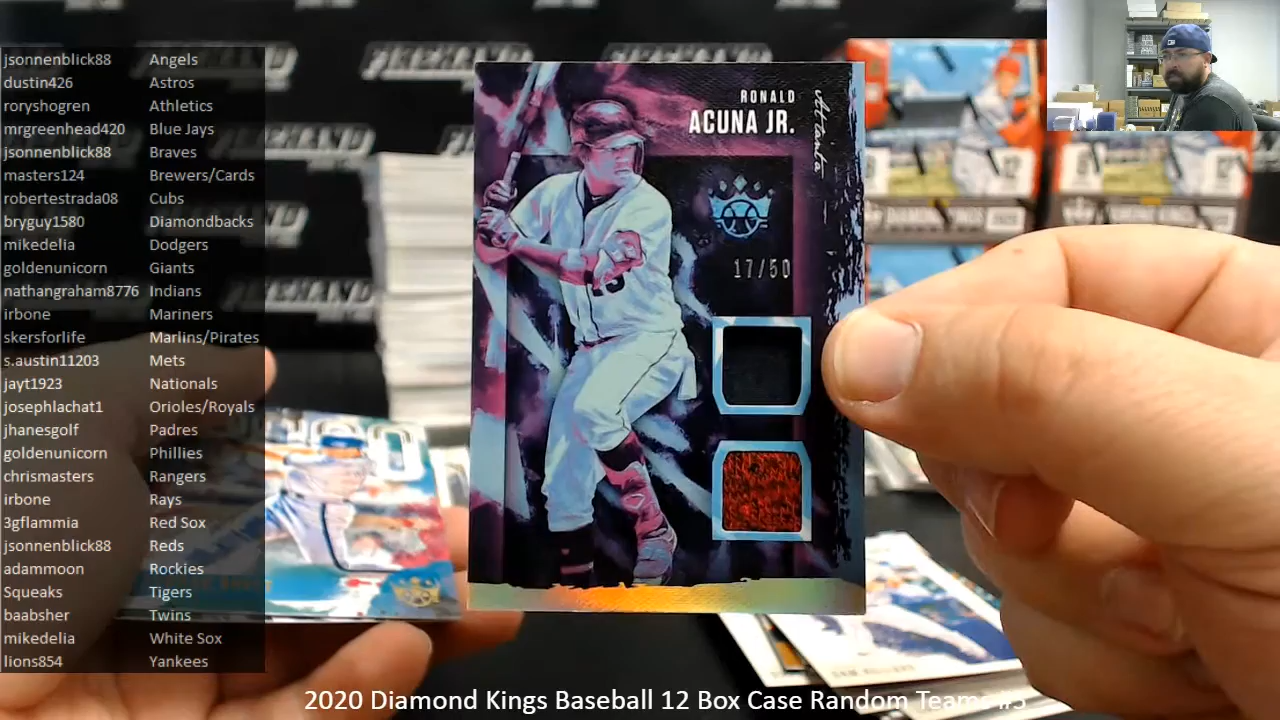 jsonnenblick88 Angels
dustin426 Astros
roryshogren Athletics
mrgreenhead420 Blue Jays
jsonnenblick88 Braves
masters124 Brewers/Cards
robertestrada08 Cubs
bryguy1580 Diamondbacks
mikedelia Dodgers
goldenunicorn Giants
nathangraham8776 Indians
irbone Mariners
skersforlife Marlins/Pirates
s.austin11203 Mets
jayt1923 Nationals
josephlachat1 Orioles/Royals
jhanesgolf Padres
goldenunicorn Phillies
chrismasters Rangers
irbone Rays
3gflammia Red Sox
jsonnenblick88 Reds
adammoon Rockies
Squeaks Tigers
baabsher Twins
mikedelia White Sox
lions854 Yankees
FIREHAND
RONALD
ACUNA JR.
Atlanta
17/50
2020 Diamond Kings Baseball 12 Box Case Random Teams #5